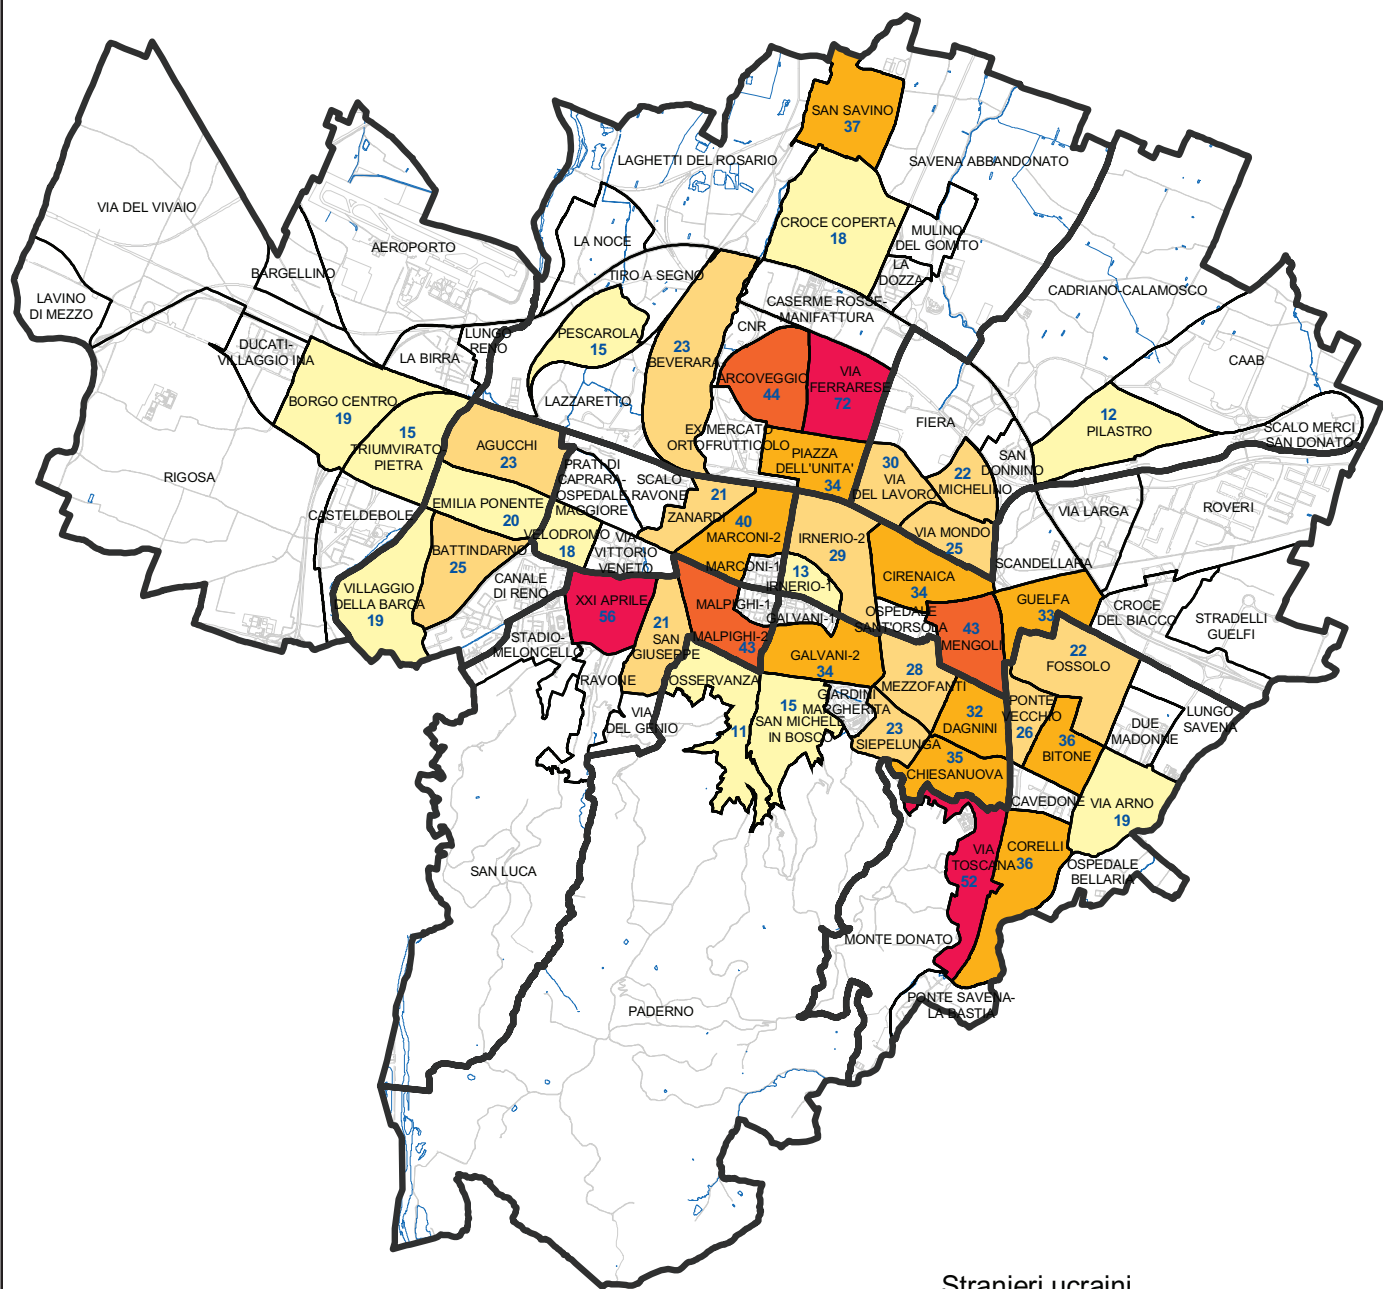 SAN SAVINO
37
LAGHETTI DEL ROSARIO
SAVENA ABBANDONATO
VIA DEL VIVAIO
CROCE COPERTA
18
MULINO
DEL GOMITO
LA NOCE
AEROPORTO
BARGELLINO
TIRO A SEGNO
LA
DOZZA
CADRIANO-CALAMOSCO
LAVINO
DI MEZZO
CASERME ROSSE-
MANIFATTURA
CNR
PESCAROLA
15
LUNGO
RENO
DUCATI-
VILLAGGIO INA
LA BIRRA
23
BEVERARA
CAAB
ARCOVEGGIO
44
VIA
FERRARESE
72
BORGO CENTRO
19
LAZZARETTO
12
PILASTRO
FIERA
SCALO MERCI
SAN DONATO
15
TRIUMVIRATO-
PIETRA
AGUCCHI
23
EX MERCATO
ORTOFRUTTICOLO
PIAZZA
DELL'UNITA'
34
30
VIA
DEL LAVORO
22
MICHELINO
SAN
DONNINO
RIGOSA
PRATI DI
CAPRARA-
OSPEDALE
MAGGIORE
SCALO
RAVONE
21
ZANARDI
EMILIA PONENTE
20
CASTELDEBOLE
40
MARCONI-2
VIA LARGA
ROVERI
VELODROMO
18
VIA
VITTORIO
VENETO
IRNERIO-2
29
VIA MONDO
25
BATTINDARNO
25
MARCONI-1
13
IRNERIO-1
SCANDELLARA
CIRENAICA
34
CANALE
DI RENO
VILLAGGIO
DELLA BARCA
19
XXI APRILE
56
MALPIGHI-1
GALVANI-1
OSPEDALE
SANT'ORSOLA
GUELFA
33
CROCE
DEL BIACCO
STRADELLI
GUELFI
STADIO-
MELONCELLO
21
SAN
GIUSEPPE
MALPIGHI-2
43
43
MENGOLI
GALVANI-2
34
22
FOSSOLO
RAVONE
OSSERVANZA
11
28
MEZZOFANTI
GIARDINI
MARGHERITA
15
SAN MICHELE
IN BOSCO
VIA
DEL GENIO
PONTE
VECCHIO
26
32
DAGNINI
DUE
MADONNE
LUNGO
SAVENA
23
SIEPELUNGA
36
BITONE
35
CHIESANUOVA
CAVEDONE
VIA ARNO
19
SAN LUCA
VIA
TOSCANA
52
CORELLI
36
OSPEDALE
BELLARIA
MONTE DONATO
PADERNO
PONTE SAVENA-
LA BASTIA
Stranieri ucraini